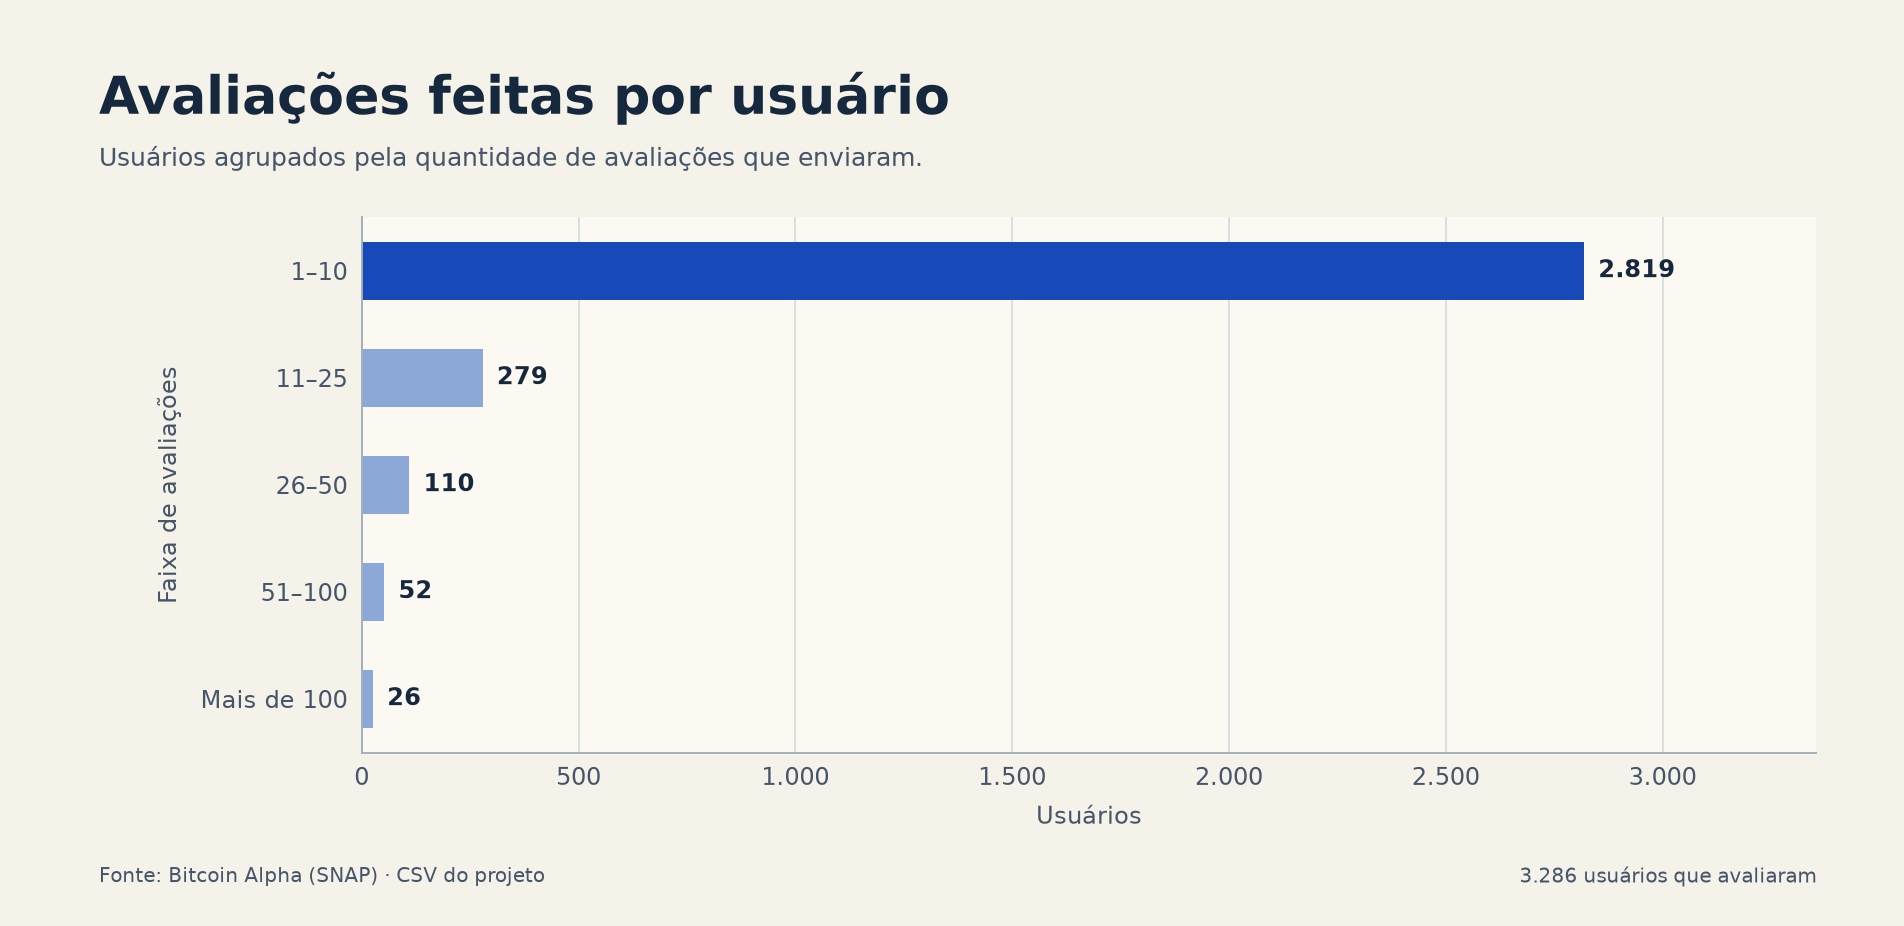 Avaliações feitas por usuário
Usuários agrupados pela quantidade de avaliações que enviaram.
Faixa de avaliações
1–10
2.819
11–25
279
26–50
110
51–100
52
Mais de 100
26
0
500
1.000
1.500
2.000
2.500
3.000
Usuários
Fonte: Bitcoin Alpha (SNAP) · CSV do projeto
3.286 usuários que avaliaram